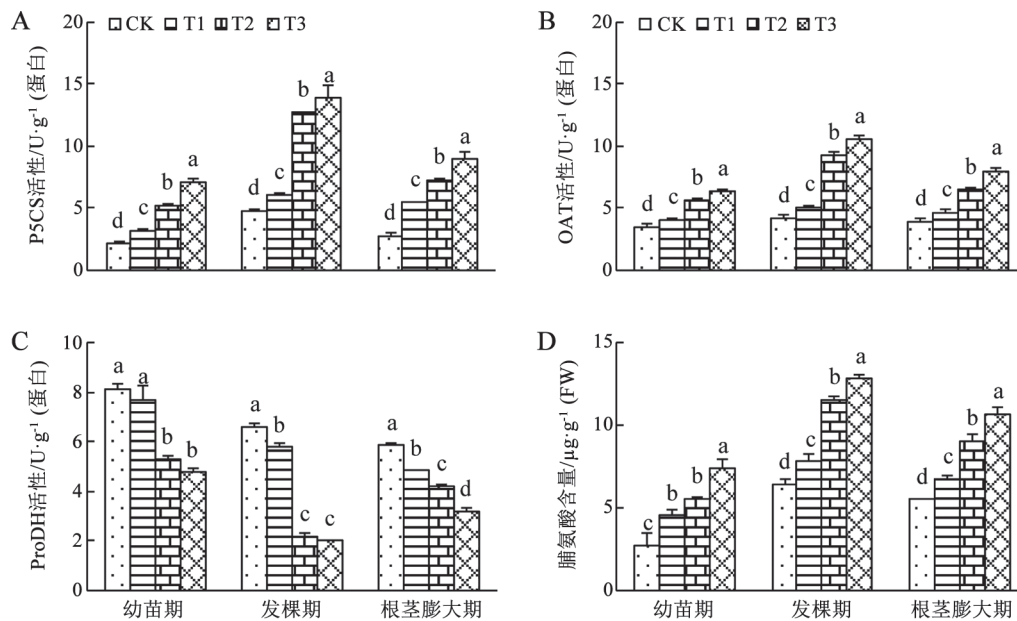 A
P5CS活性/U·g⁻¹ (蛋白)
20
15
10
5
0
CK T1 T2 T3
d c b a
d c b a
d c b a
B
OAT活性/U·g⁻¹ (蛋白)
20
15
10
5
0
CK T1 T2 T3
d c b a
d c b a
d c b a
C
ProDH活性/U·g⁻¹ (蛋白)
10
8
6
4
2
0
a a b b
a b c c
a b c d
幼苗期 发棵期 根茎膨大期
D
脯氨酸含量/μg·g⁻¹ (FW)
15
10
5
0
c b b a
d c b a
d c b a
幼苗期 发棵期 根茎膨大期